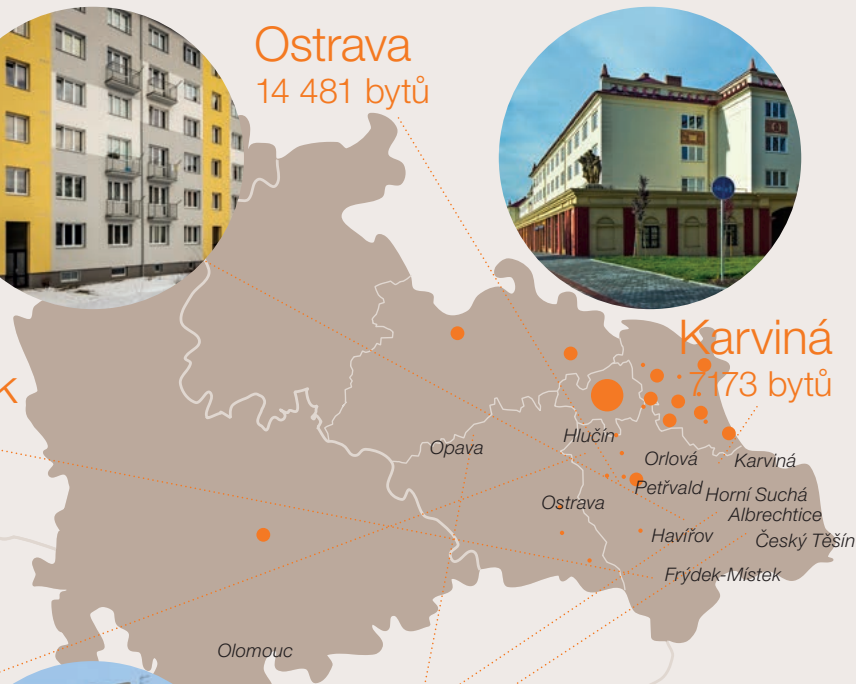 Ostrava
14 481 bytů
Karviná
7173 bytů
Opava
Hlučín
Orlová
Karviná
Petřvald
Horní Suchá
Ostrava
Albrechtice
Havířov
Český Těšín
Frýdek-Místek
Olomouc